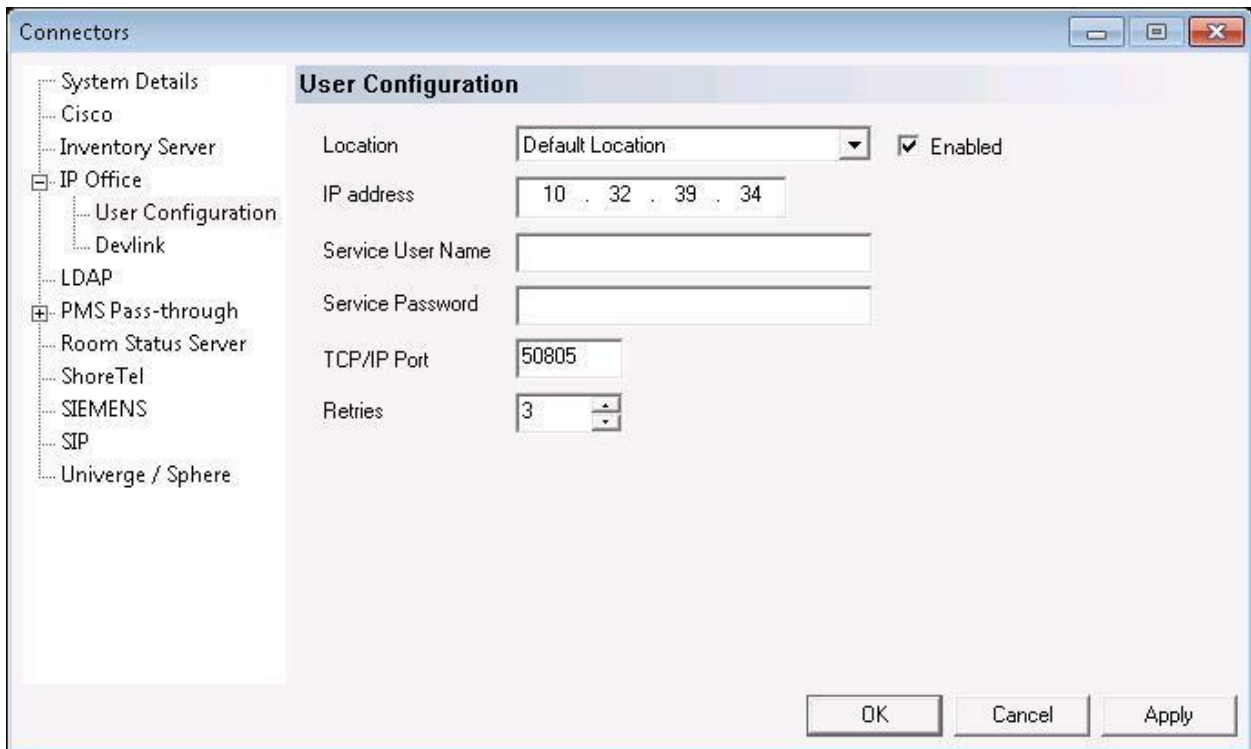 Connectors
System Details
Cisco
Inventory Server
IP Office
User Configuration
Devlink
LDAP
PMS Pass-through
Room Status Server
ShoreTel
SIEMENS
SIP
Univerge / Sphere
User Configuration
Location Default Location Enabled
IP address 10 . 32 . 39 . 34
Service User Name
Service Password
TCP/IP Port 50805
Retries 3
OK Cancel Apply